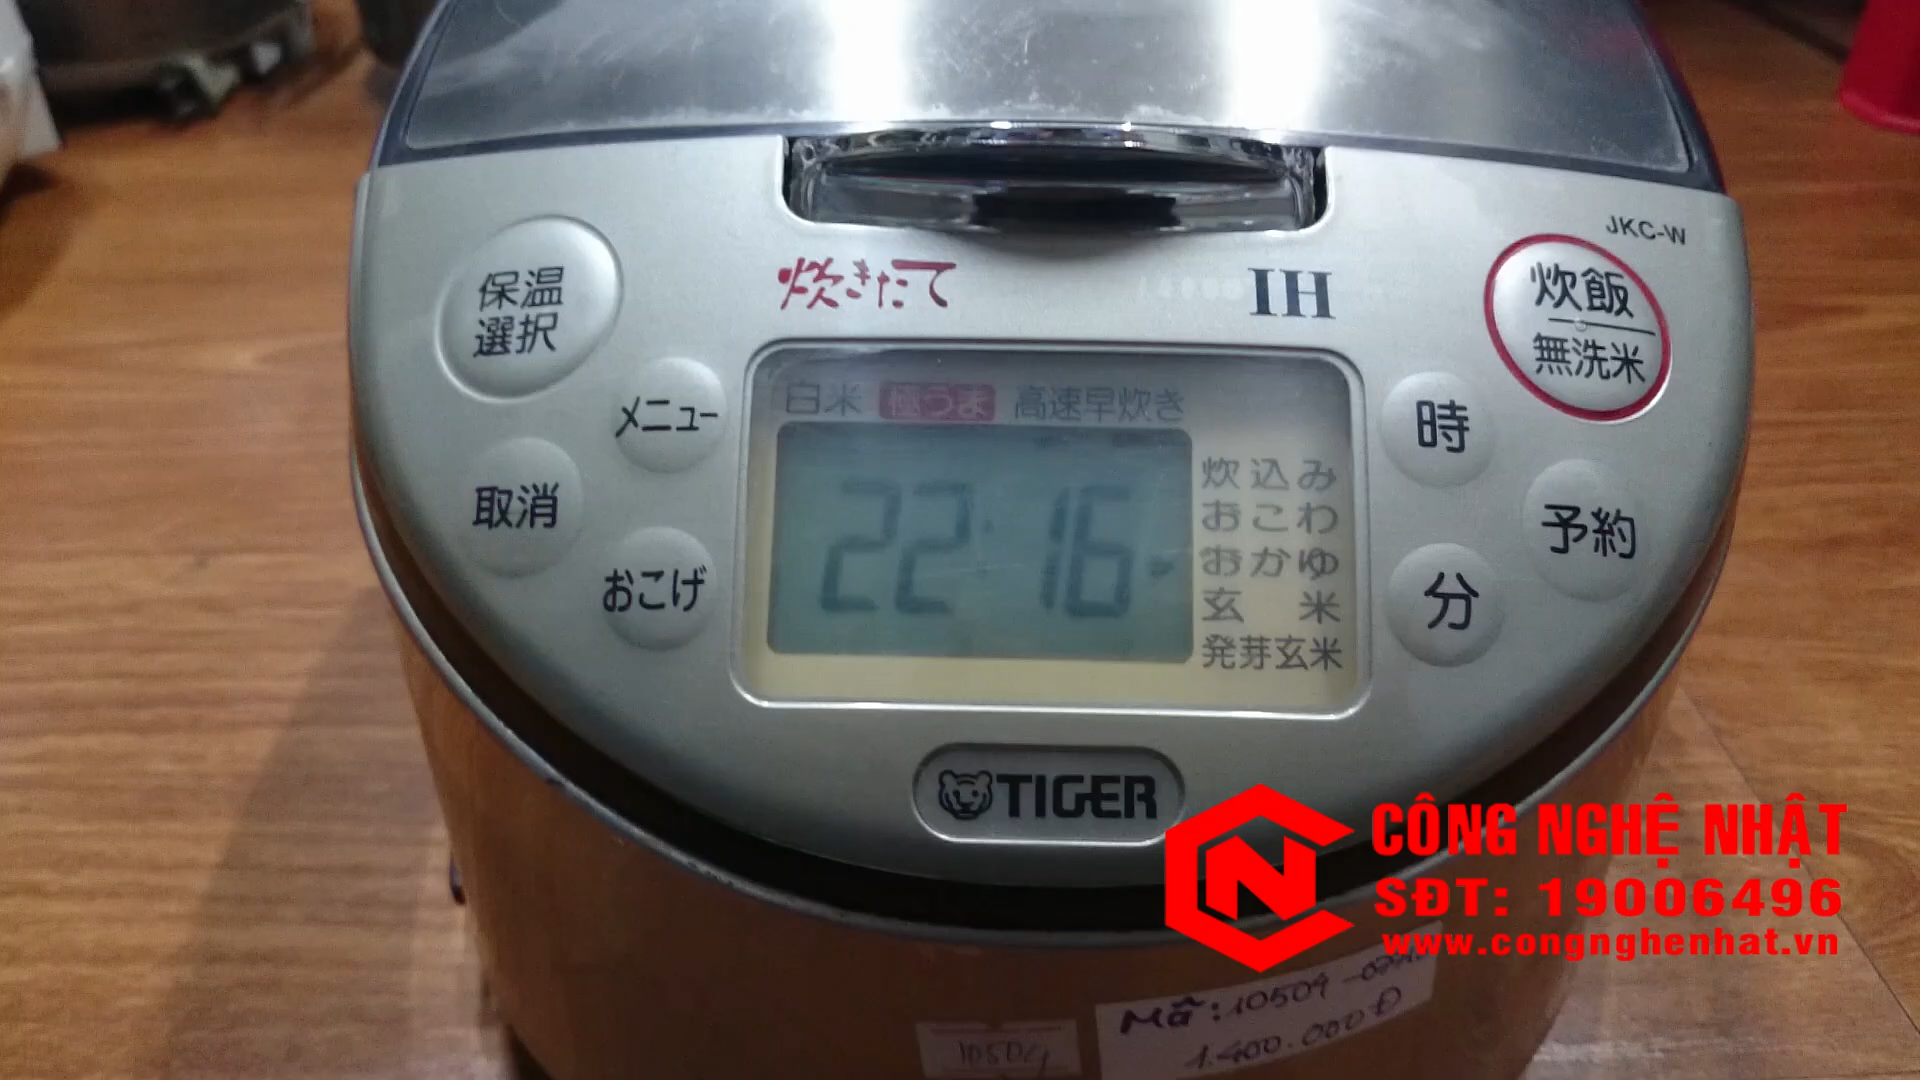 JKC-W
保温
選択
炊きたて
IH
炊飯
無洗米
メニュー
白米 極うま 高速早炊き
時
取消
22:16
炊込み
おこわ
おかゆ
玄米
発芽玄米
予約
おこげ
分
TIGER
CÔNG NGHỆ NHẬT
SĐT: 19006496
www.congnghenhat.vn
Mã: 10504
1.400.000Đ
10504